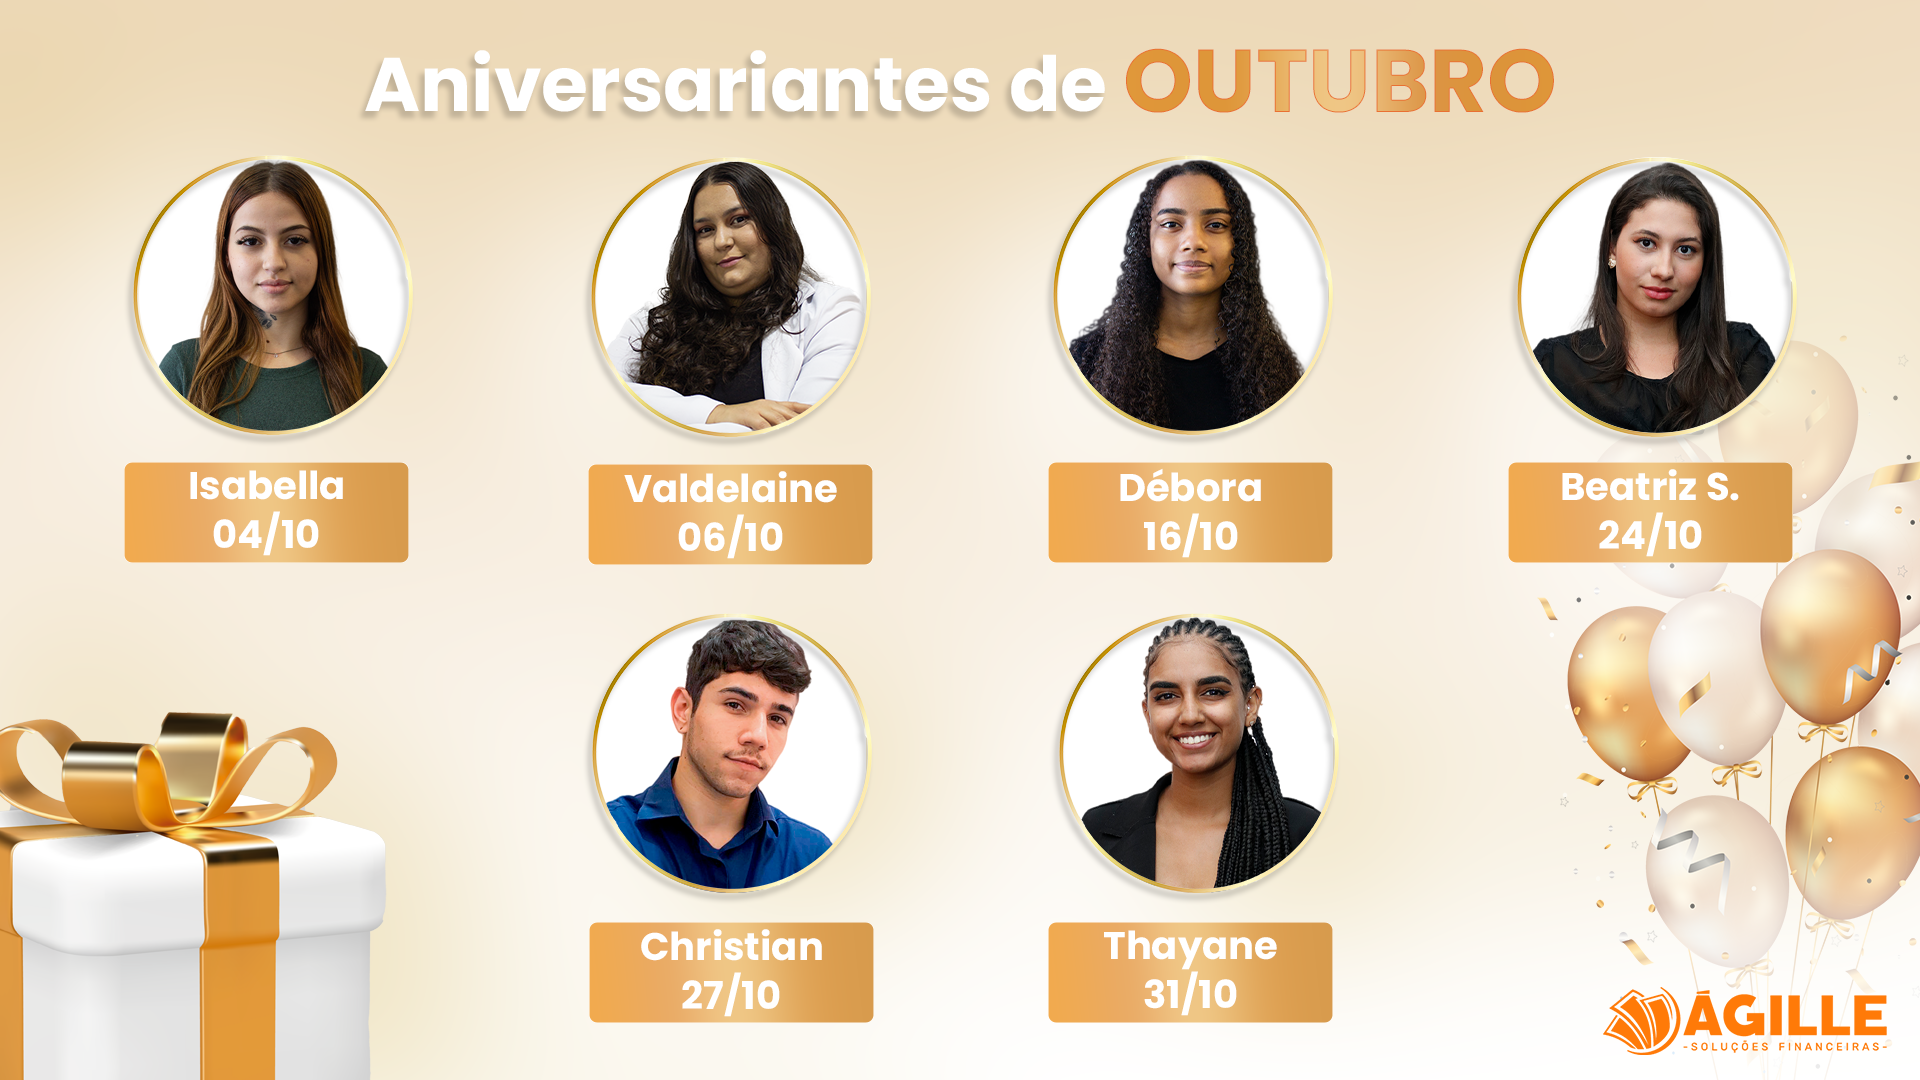 Aniversariantes de OUTUBRO
Isabella
04/10
Valdelaine
06/10
Débora
16/10
Beatriz S.
24/10
Christian
27/10
Thayane
31/10
ÁGILLE
-SOLUÇÕES FINANCEIRAS-